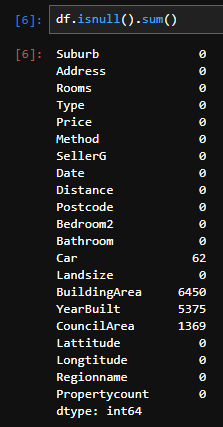 [6]: df.isnull().sum()
[6]: Suburb 0
Address 0
Rooms 0
Type 0
Price 0
Method 0
SellerG 0
Date 0
Distance 0
Postcode 0
Bedroom2 0
Bathroom 0
Car 62
Landsize 0
BuildingArea 6450
YearBuilt 5375
CouncilArea 1369
Lattitude 0
Longtitude 0
Regionname 0
Propertycount 0
dtype: int64